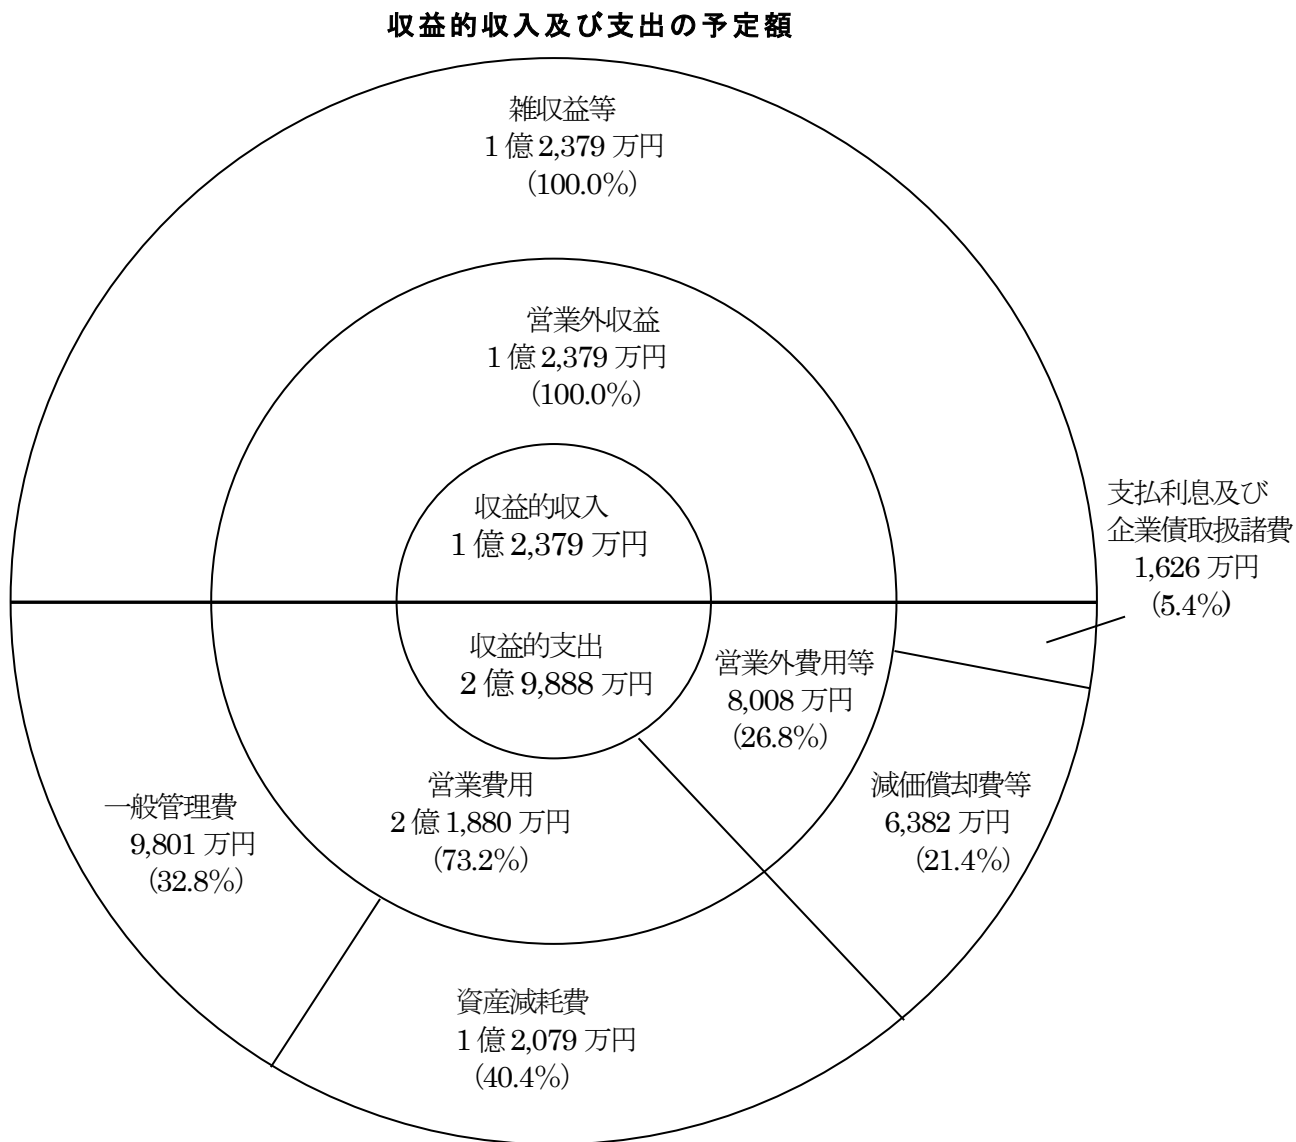 収益的収入及び支出の予定額
雑収益等
1億2,379万円
(100.0%)
営業外収益
1億2,379万円
(100.0%)
収益的収入
1億2,379万円
支払利息及び
企業債取扱諸費
1,626万円
(5.4%)
収益的支出
2億9,888万円
営業外費用等
8,008万円
(26.8%)
営業費用
2億1,880万円
(73.2%)
減価償却費等
6,382万円
(21.4%)
一般管理費
9,801万円
(32.8%)
資産減耗費
1億2,079万円
(40.4%)